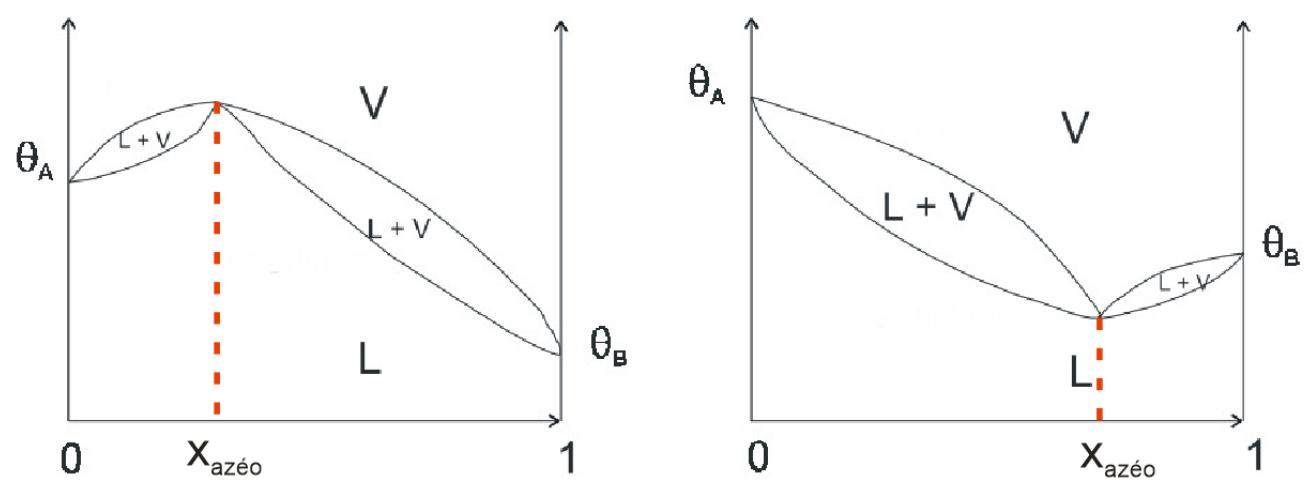 V
L + V
θA
L + V
L
θB
0
xazéo
1
θA
V
L + V
θB
L + V
L
0
xazéo
1